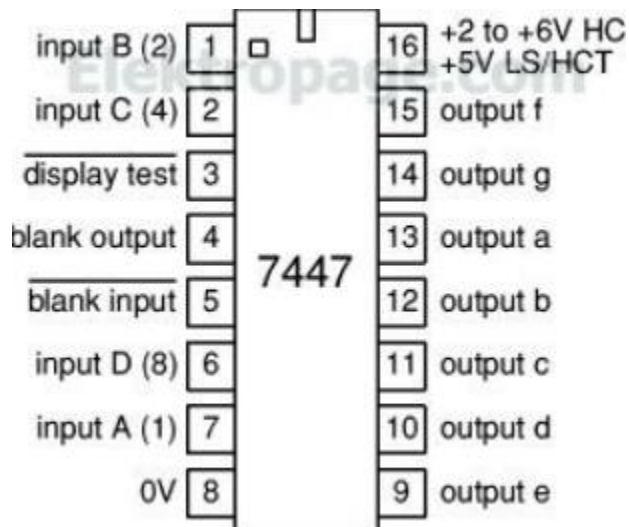 input B (2) 1 16 +2 to +6V HC
+5V LS/HCT
Elektropage.com
input C (4) 2 15 output f
display test 3 14 output g
blank output 4 13 output a
7447
blank input 5 12 output b
input D (8) 6 11 output c
input A (1) 7 10 output d
0V 8 9 output e